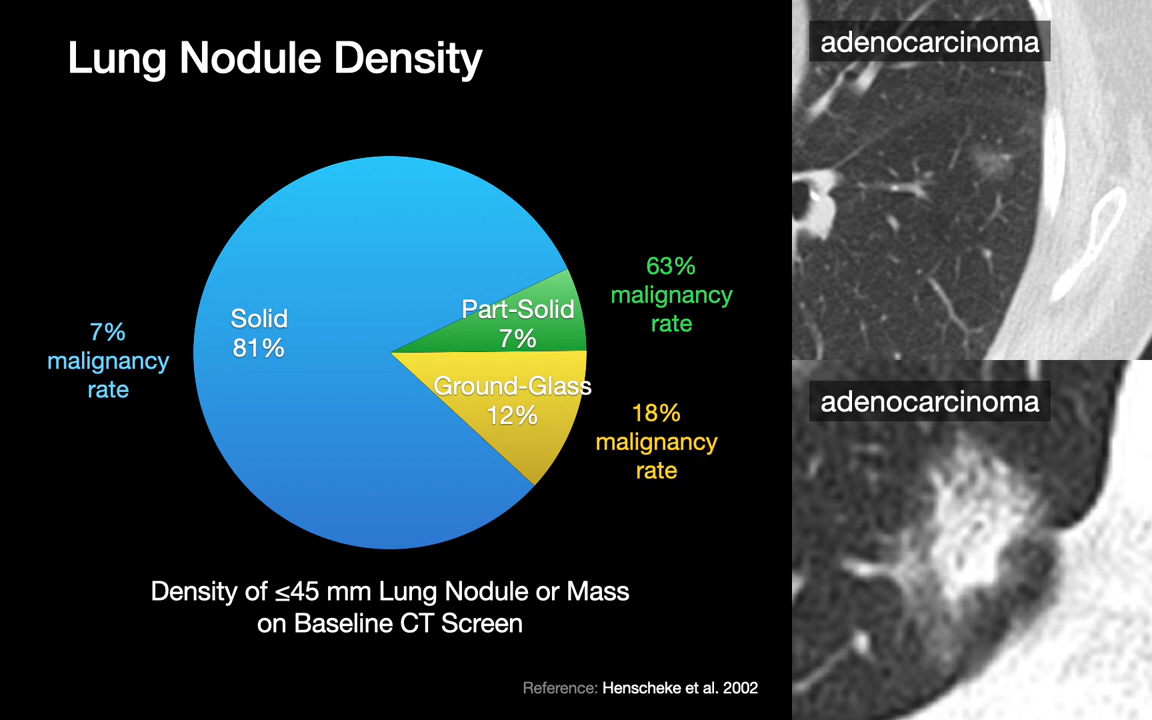 Lung Nodule Density
Solid
81%
7%
malignancy
rate
Part-Solid
7%
63%
malignancy
rate
Ground-Glass
12%
18%
malignancy
rate
Density of ≤45 mm Lung Nodule or Mass
on Baseline CT Screen
Reference: Henscheke et al. 2002
adenocarcinoma
adenocarcinoma